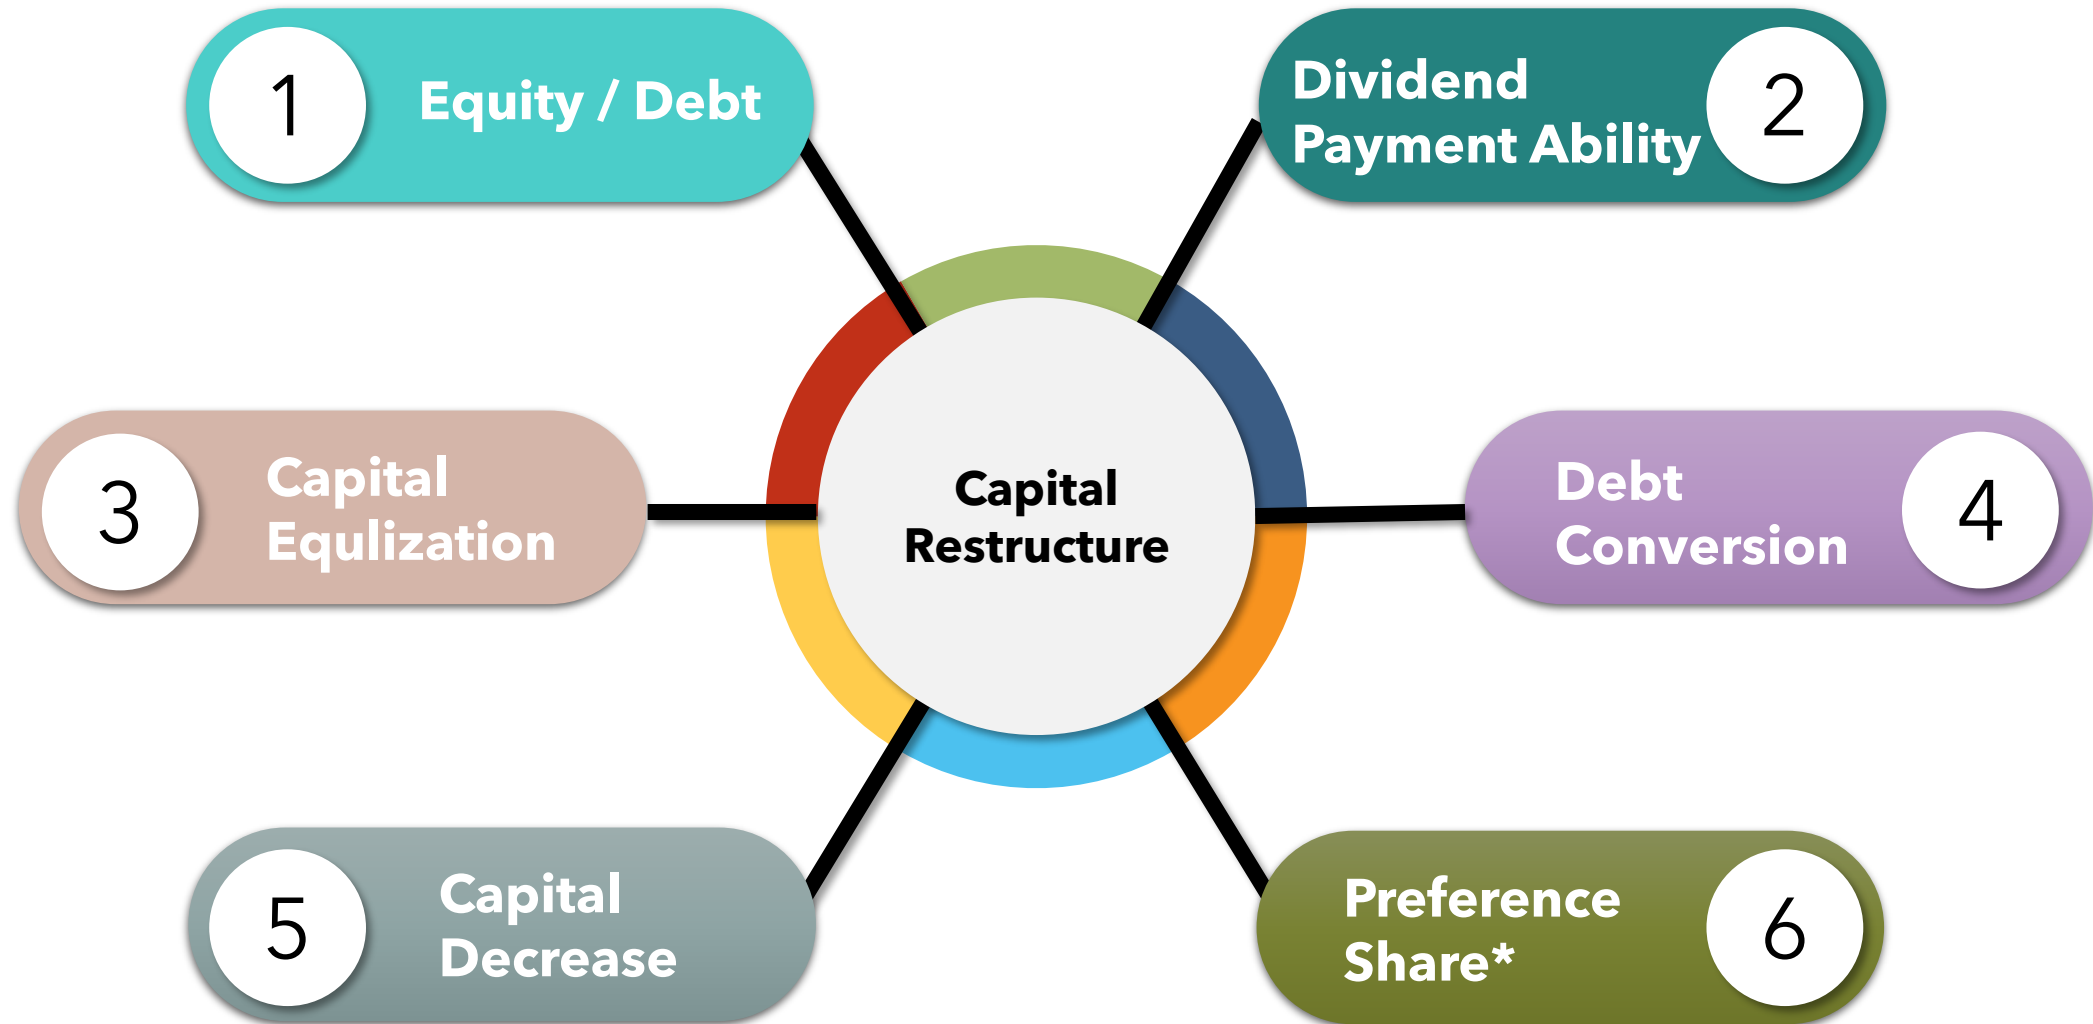 1
Equity / Debt
Dividend
Payment Ability
2
3
Capital
Equlization
Capital
Restructure
Debt
Conversion
4
5
Capital
Decrease
Preference
Share*
6